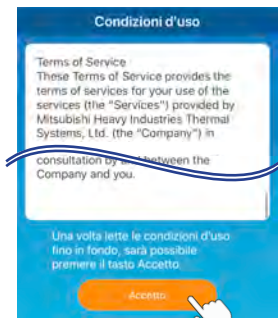 Condizioni d'uso
Terms of Service
These Terms of Service provides the
terms of services for your use of the
services (the "Services") provided by
Mitsubishi Heavy Industries Thermal
Systems, Ltd. (the "Company") in
consultation by and between the
Company and you.
Una volta lette le condizioni d'uso
fino in fondo, sarà possibile
premere il tasto Accetto.
Accetto